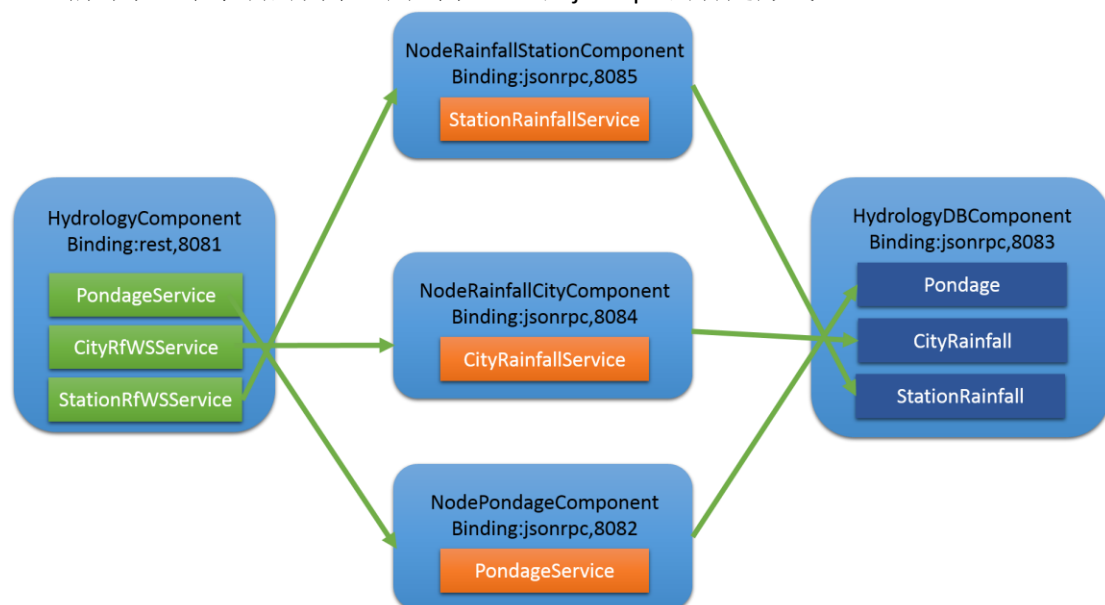 NodeRainfallStationComponent
Binding:jsonrpc,8085
StationRainfallService
HydrologyComponent
Binding:rest,8081
PondageService
CityRfWSService
StationRfWSService
NodeRainfallCityComponent
Binding:jsonrpc,8084
CityRainfallService
HydrologyDBComponent
Binding:jsonrpc,8083
Pondage
CityRainfall
StationRainfall
NodePondageComponent
Binding:jsonrpc,8082
PondageService